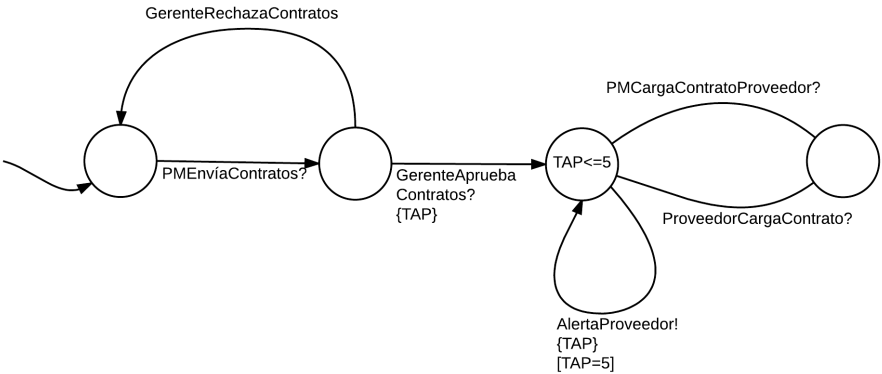 GerenteRechazaContratos
PMEnvíaContratos?
GerenteAprueba
Contratos?
{TAP}
TAP<=5
PMCargaContratoProveedor?
ProveedorCargaContrato?
AlertaProveedor!
{TAP}
[TAP=5]